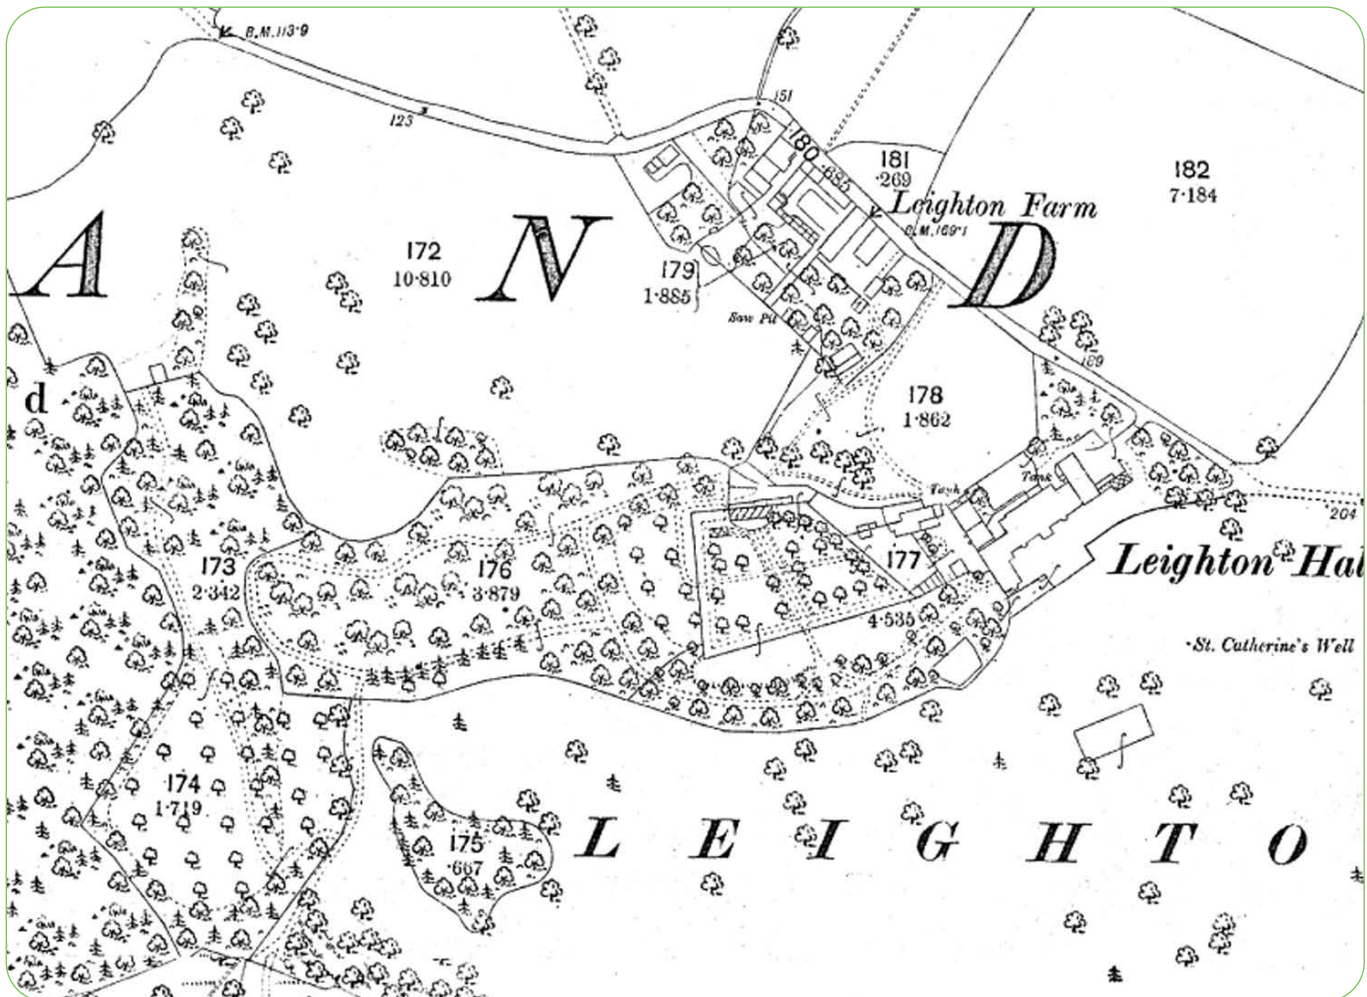 B.M.113·9
123
151
180
·685
181
·269
182
7·184
Leighton Farm
B.M.169·1
A N D
172
10·810
179
1·885
Saw Pit
189
d
178
1·862
Tank
Tank
204
177
4·535
Leighton Hal
173
2·342
176
3·879
St. Catherine's Well
174
1·719
175
·667
L E I G H T O